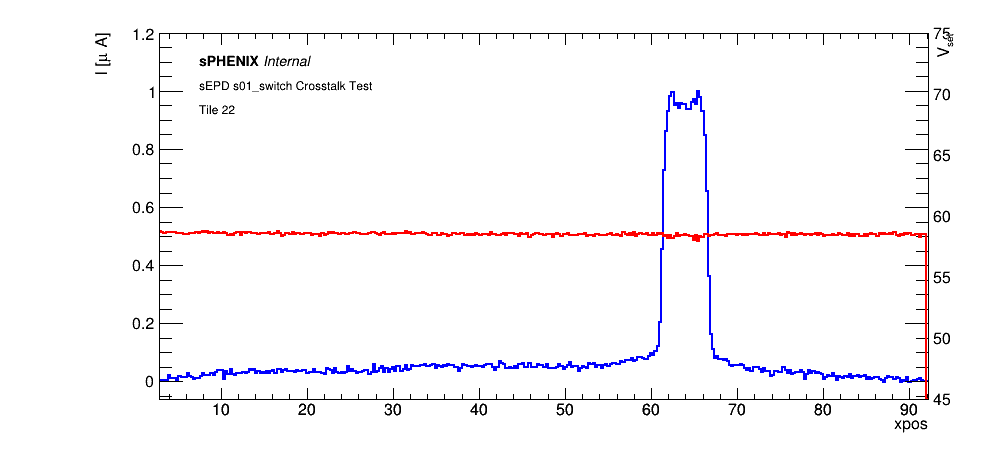 I [μ A]
1.2
1
0.8
0.6
0.4
0.2
0
sPHENIX Internal
sEPD s01_switch Crosstalk Test
Tile 22
75
70
65
60
55
50
45
V set
10 20 30 40 50 60 70 80 90
xpos